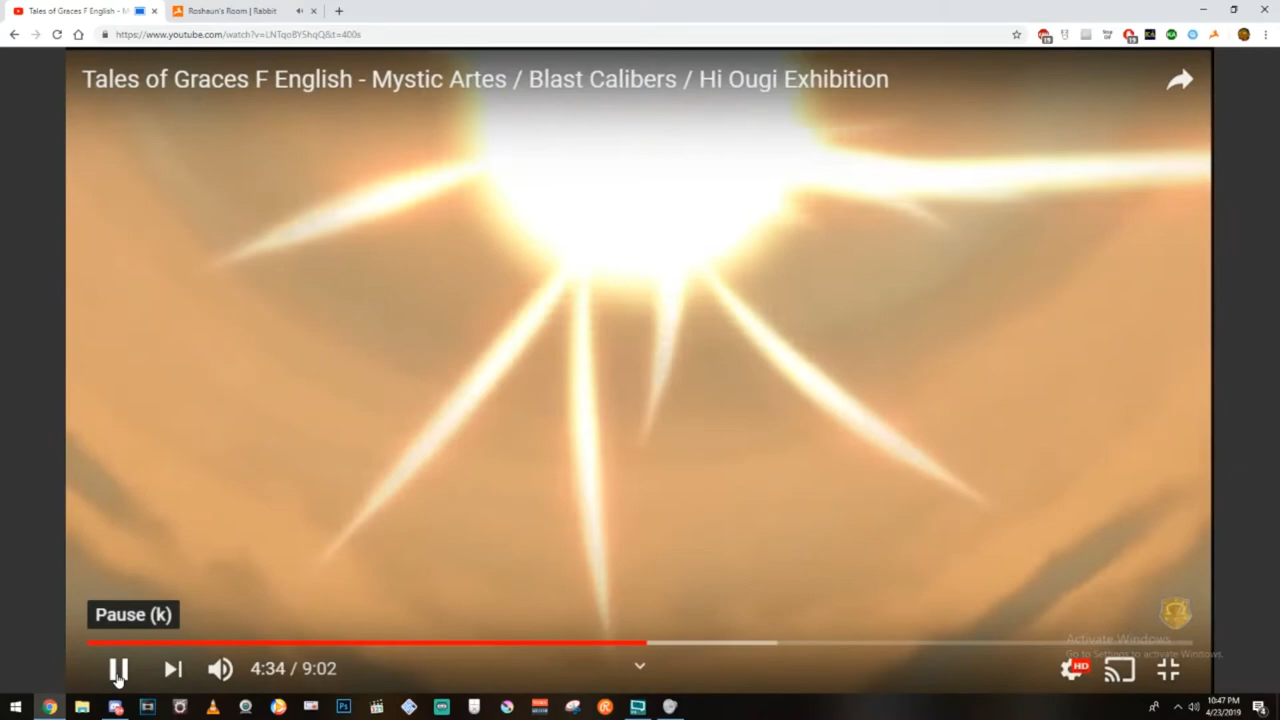 Tales of Graces F English - M
Roshaun's Room | Rabbit
https://www.youtube.com/watch?v=LNTqo8YShqQ&t=400s
Tales of Graces F English - Mystic Artes / Blast Calibers / Hi Ougi Exhibition
Pause (k)
4:34 / 9:02
HD
Activate Windows
Go to Settings to activate Windows.
Ps
10:47 PM
4/23/2019